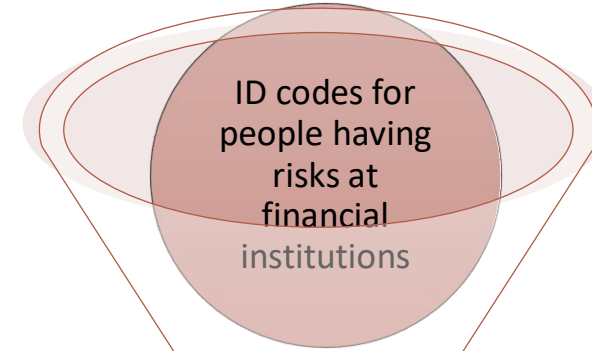 ID codes for
people having
risks at
financial
institutions